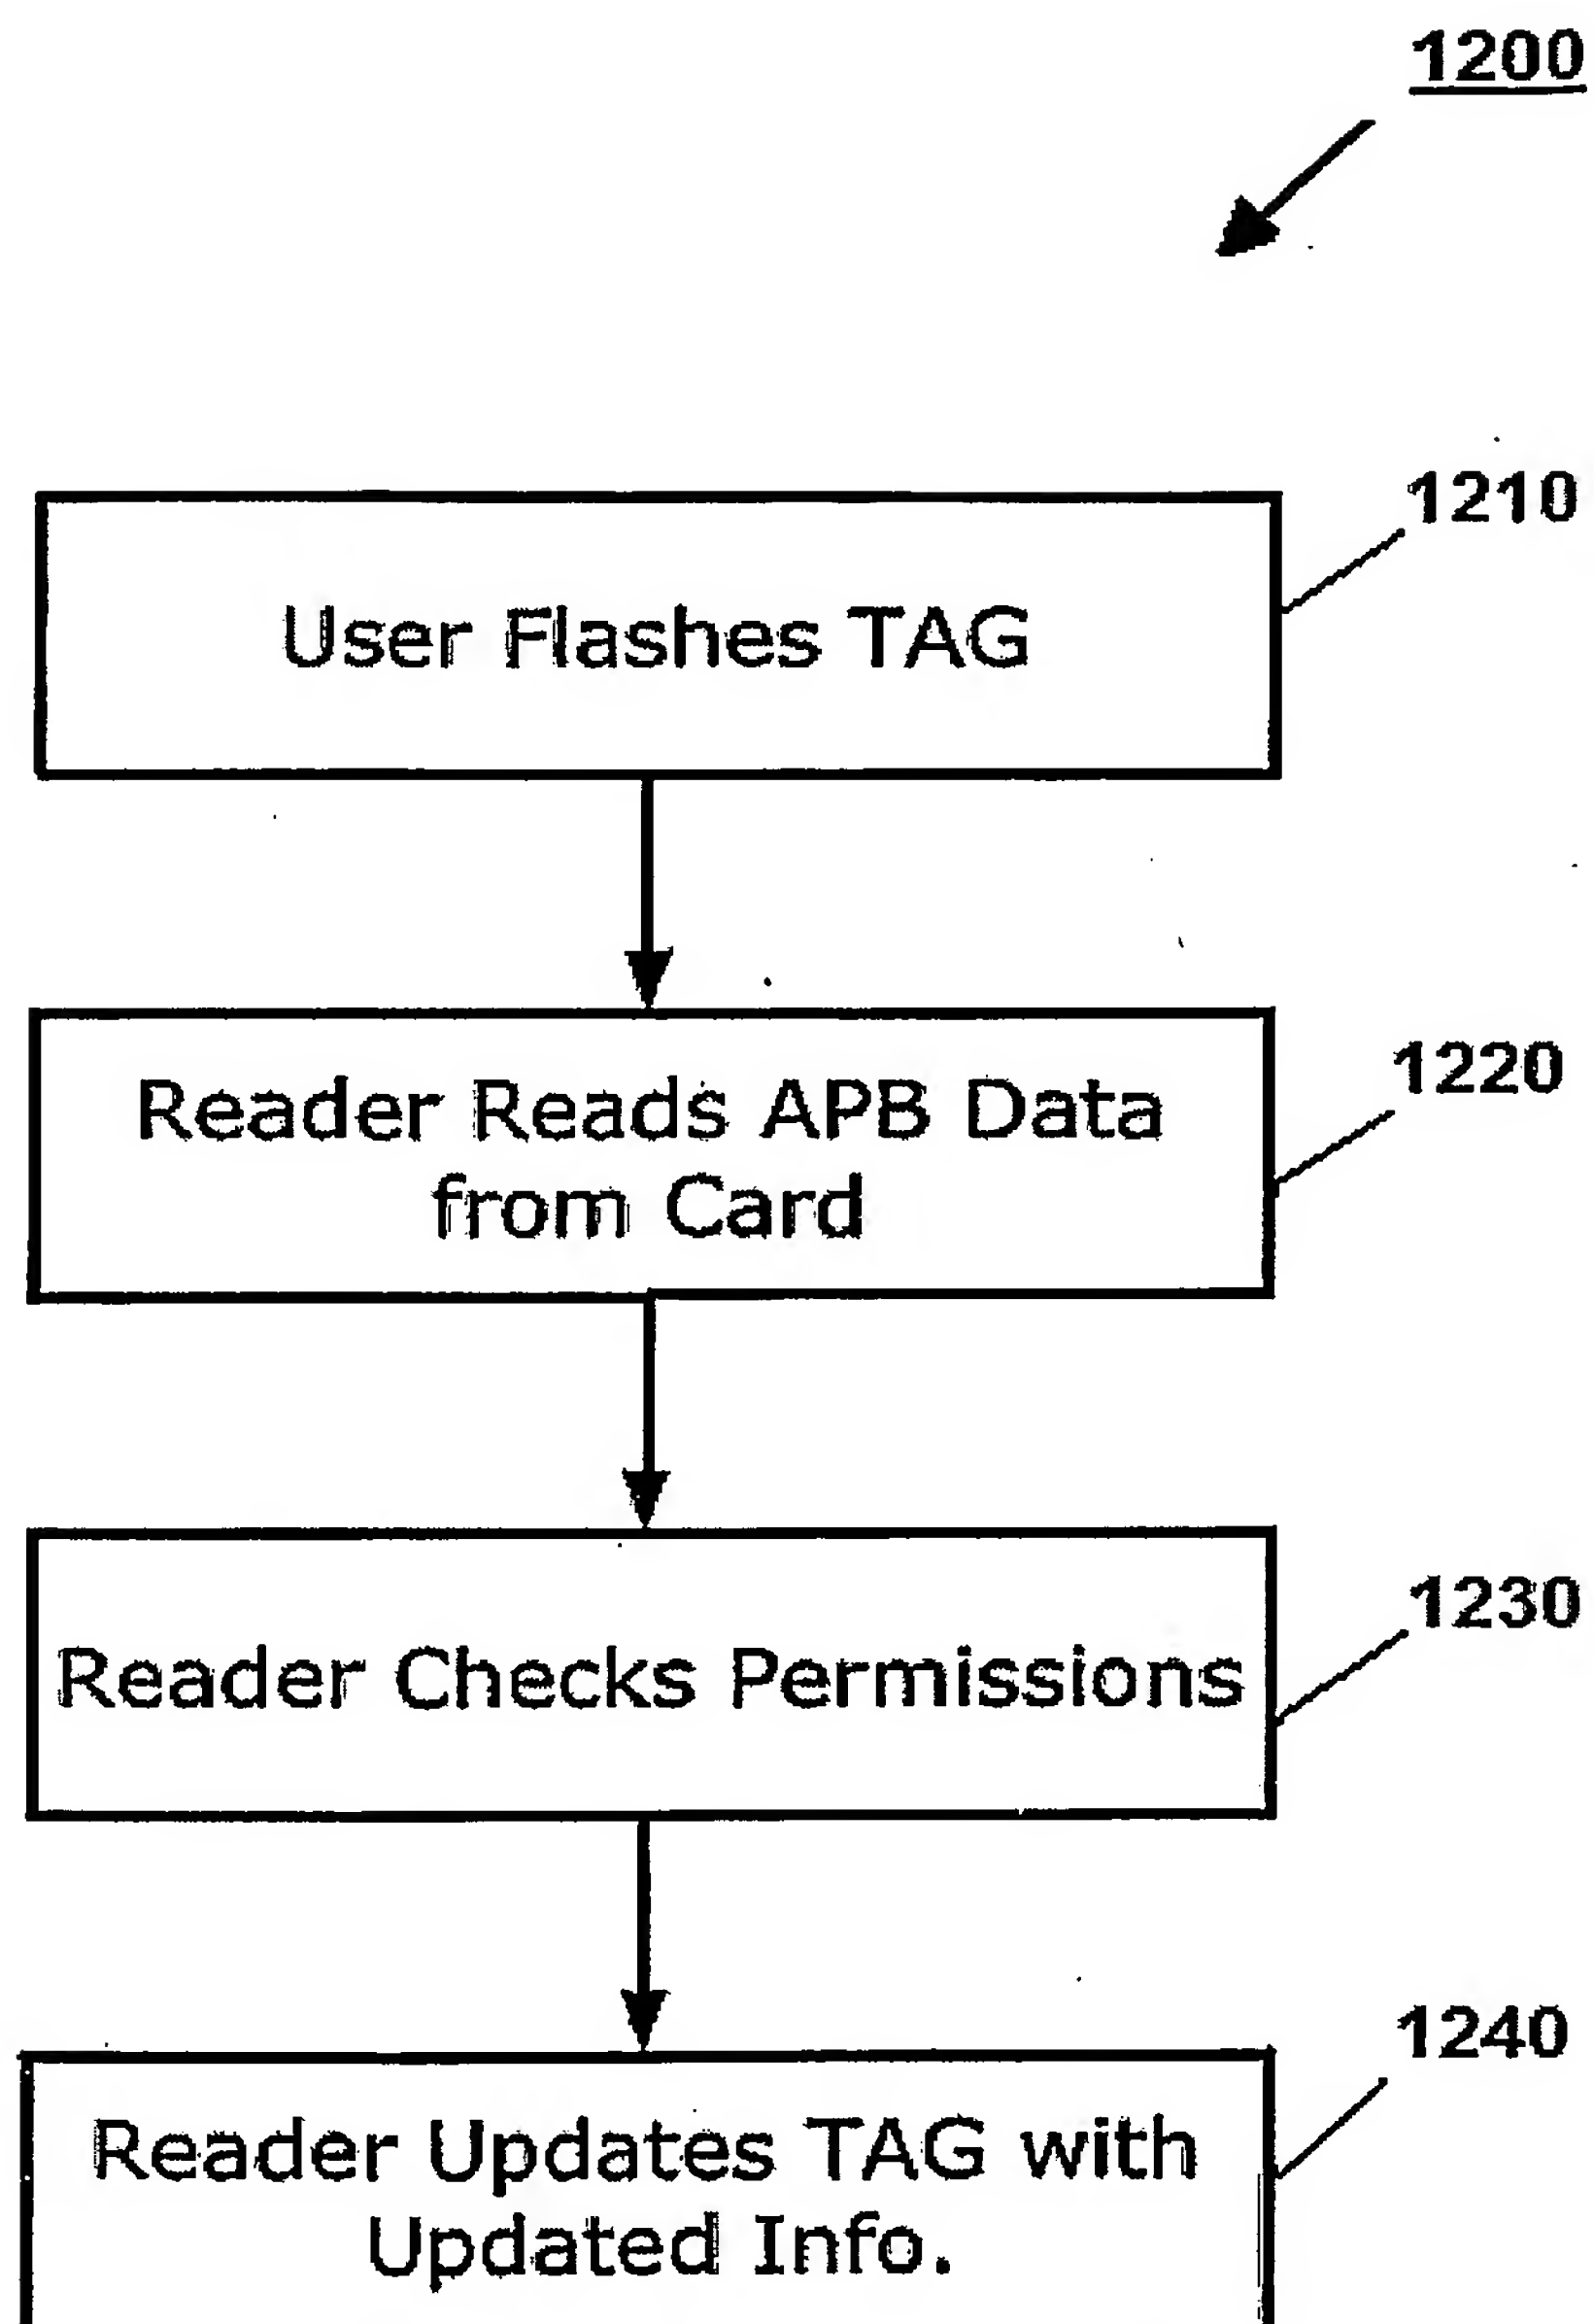 1200
1210
User Flashes TAG
1220
Reader Reads APB Data
from Card
1230
Reader Checks Permissions
1240
Reader Updates TAG with
Updated Info.